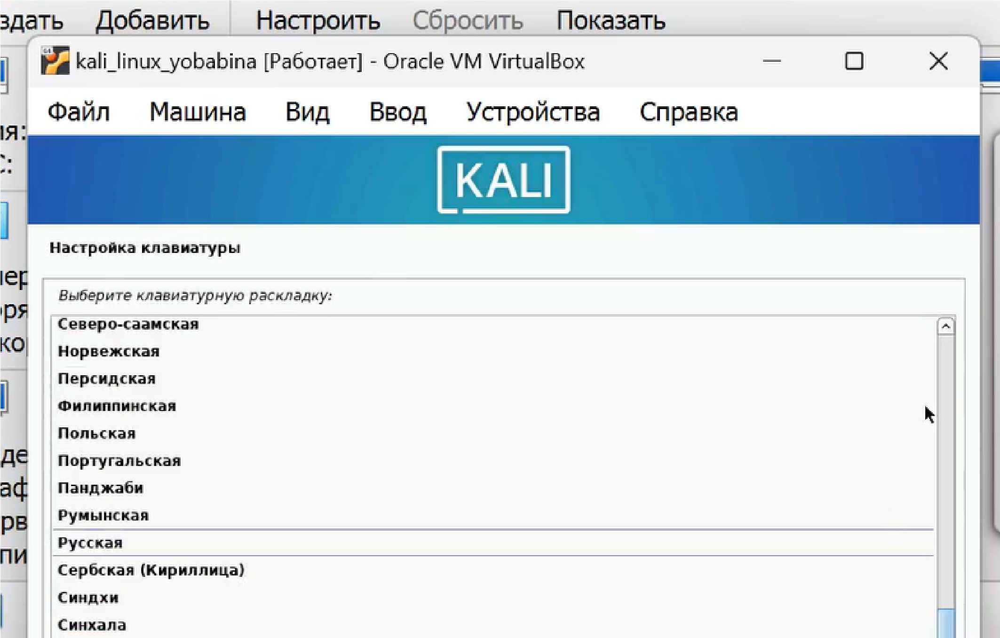 Добавить Настроить Сбросить Показать
kali_linux_yobabina [Работает] - Oracle VM VirtualBox
Файл Машина Вид Ввод Устройства Справка
KALI
Настройка клавиатуры
Выберите клавиатурную раскладку:
Северо-саамская
Норвежская
Персидская
Филиппинская
Польская
Португальская
Панджаби
Румынская
Русская
Сербская (Кириллица)
Синдхи
Синхала